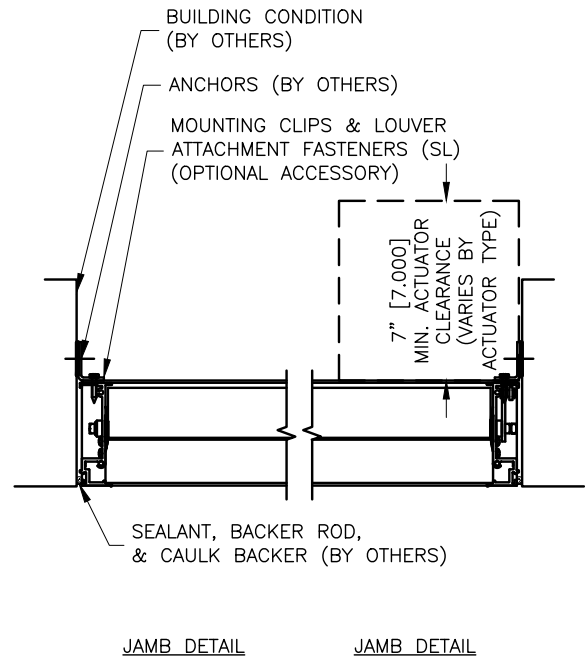 BUILDING CONDITION
(BY OTHERS)
ANCHORS (BY OTHERS)
MOUNTING CLIPS & LOUVER
ATTACHMENT FASTENERS (SL)
(OPTIONAL ACCESSORY)
7" [7.000]
MIN. ACTUATOR
CLEARANCE
(VARIES BY
ACTUATOR TYPE)
SEALANT, BACKER ROD,
& CAULK BACKER (BY OTHERS)
JAMB DETAIL
JAMB DETAIL